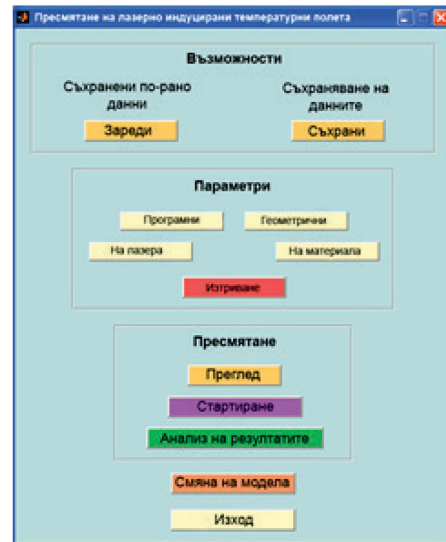 Пресмятане на лазерно индуцирани температурни полета
Възможности
Съхранени по-рано
данни
Зареди
Съхраняване на
данните
Съхрани
Параметри
Програмни
Геометрични
На лазера
На материала
Изтриване
Пресмятане
Преглед
Стартиране
Анализ на резултатите
Смяна на модела
Изход